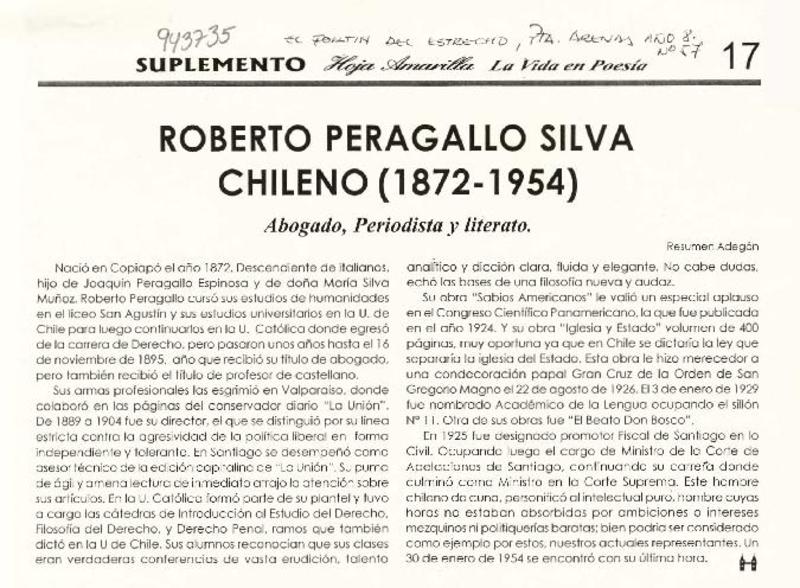 943735
EL FORTIN DEL ESTRECHO, PTA. ARENAS AÑO 8. Nº 57
SUPLEMENTO Hoja Amarilla La Vida en Poesía 17
ROBERTO PERAGALLO SILVA
CHILENO (1872-1954)
Abogado, Periodista y literato.
Resumen Adegán
Nació en Copiapó el año 1872. Descendiente de italianos,
hijo de Joaquín Peragallo Espinosa y de doña María Silva
Muñoz. Roberto Peragallo cursó sus estudios de humanidades
en el liceo San Agustín y sus estudios universitarios en la U. de
Chile para luego continuarlos en la U. Católica donde egresó
de la carrera de Derecho, pero pasaron unos años hasta el 16
de noviembre de 1895, año que recibió su título de abogado,
pero también recibió el título de profesor de castellano.
Sus armas profesionales las esgrimió en Valparaíso, donde
colaboró en las páginas del conservador diario "La Unión".
De 1889 a 1904 fue su director, el que se distinguió por su línea
estricta contra la agresividad de la política liberal en forma
independiente y tolerante. En Santiago se desempeñó como
asesor técnico de la edición capitalina de "La Unión". Su puma
de ágil y amena lectura de inmediato atrajo la atención sobre
sus artículos. En la U. Católica formó parte de su plantel y tuvo
a cargo las cátedras de Introducción al Estudio del Derecho,
Filosofía del Derecho, y Derecho Penal, ramos que también
dictó en la U de Chile. Sus alumnos reconocían que sus clases
eran verdaderas conferencias de vasta erudición, talento
analítico y dicción clara, fluida y elegante. No cabe dudas,
echó las bases de una filosofía nueva y audaz.
Su obra "Sabios Americanos" le valió un especial aplauso
en el Congreso Científico Panamericano, la que fue publicada
en el año 1924. Y su obra "Iglesia y Estado" volumen de 400
páginas, muy oportuna ya que en Chile se dictaría la ley que
separaría la iglesia del Estado. Esta obra le hizo merecedor a
una condecoración papal Gran Cruz de la Orden de San
Gregorio Magno el 22 de agosto de 1926. El 3 de enero de 1929
fue nombrado Académico de la Lengua ocupando el sillón
Nº 11. Otra de sus obras fue "El Beato Don Bosco".
En 1925 fue designado promotor Fiscal de Santiago en lo
Civil. Ocupando luego el cargo de Ministro de la Corte de
Apelaciones de Santiago, continuando su carrera donde
culminó como Ministro en la Corte Suprema. Este hombre
chileno de cuna, personificó al intelectual puro, hombre cuyas
horas no estaban absorbidas por ambiciones o intereses
mezquinos ni politiquerías baratas; bien podría ser considerado
como ejemplo por estos, nuestros actuales representantes. Un
30 de enero de 1954 se encontró con su última hora.